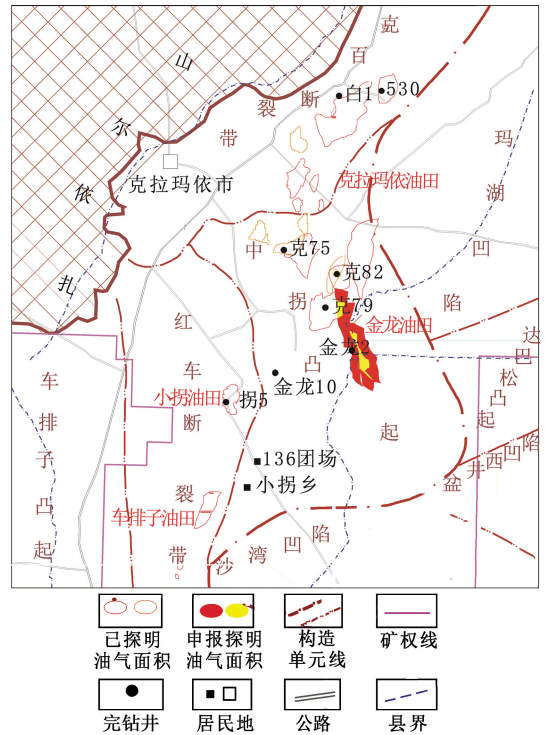 克百断裂带
白1
530
扎依尔山
克拉玛依市
克拉玛依油田
玛湖凹陷
克75
中拐凸起
克82
克79
金龙油田
金龙2
达巴松凸起
红车断裂带
小拐油田
拐5
金龙10
车排子凸起
136团场
小拐乡
车排子油田
沙湾凹陷
盆井西凹陷
已探明
油气面积
申报探明
油气面积
构造
单元线
矿权线
完钻井
居民地
公路
县界